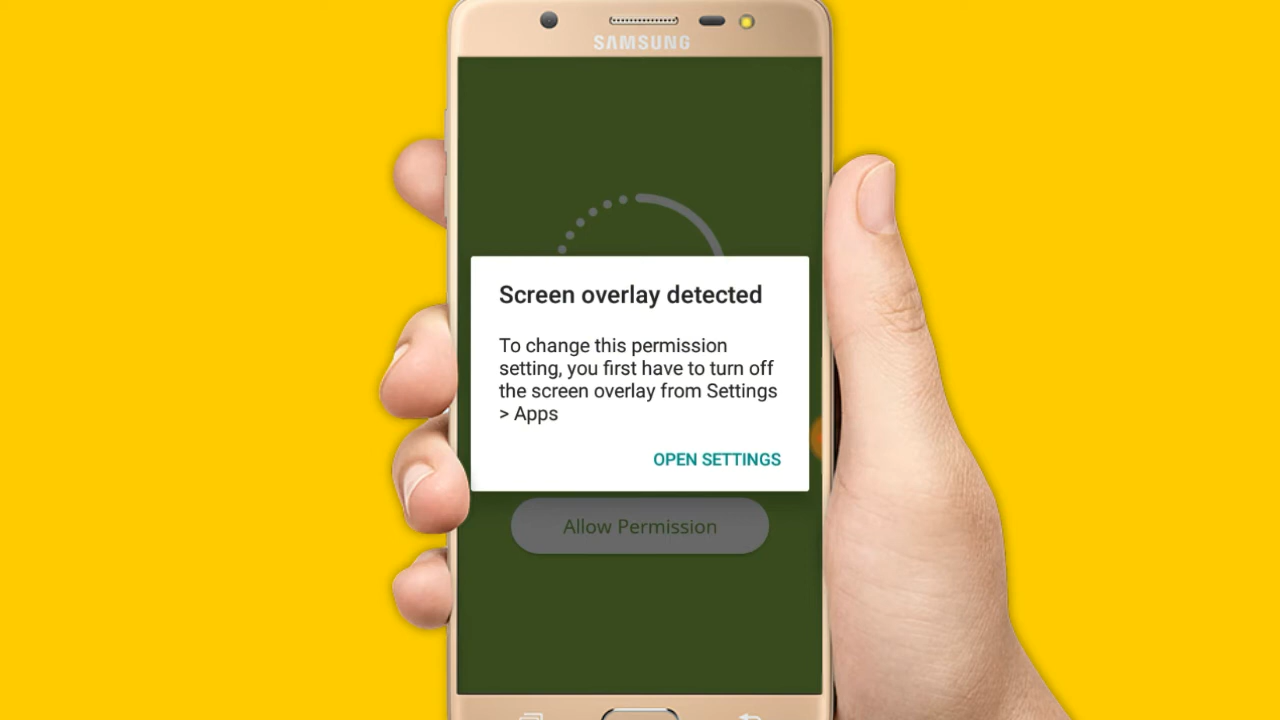 SAMSUNG
Screen overlay detected
To change this permission
setting, you first have to turn off
the screen overlay from Settings
> Apps
OPEN SETTINGS
Allow Permission